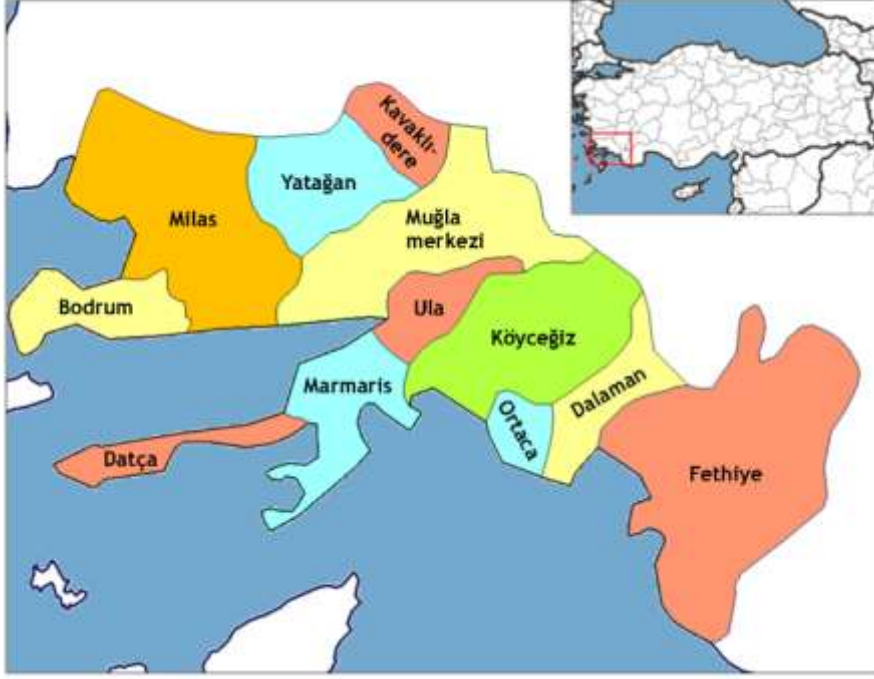 Kavaklı-
dere
Yatağan
Milas
Muğla
merkezi
Bodrum
Ula
Köyceğiz
Marmaris
Dalaman
Ortaca
Datça
Fethiye